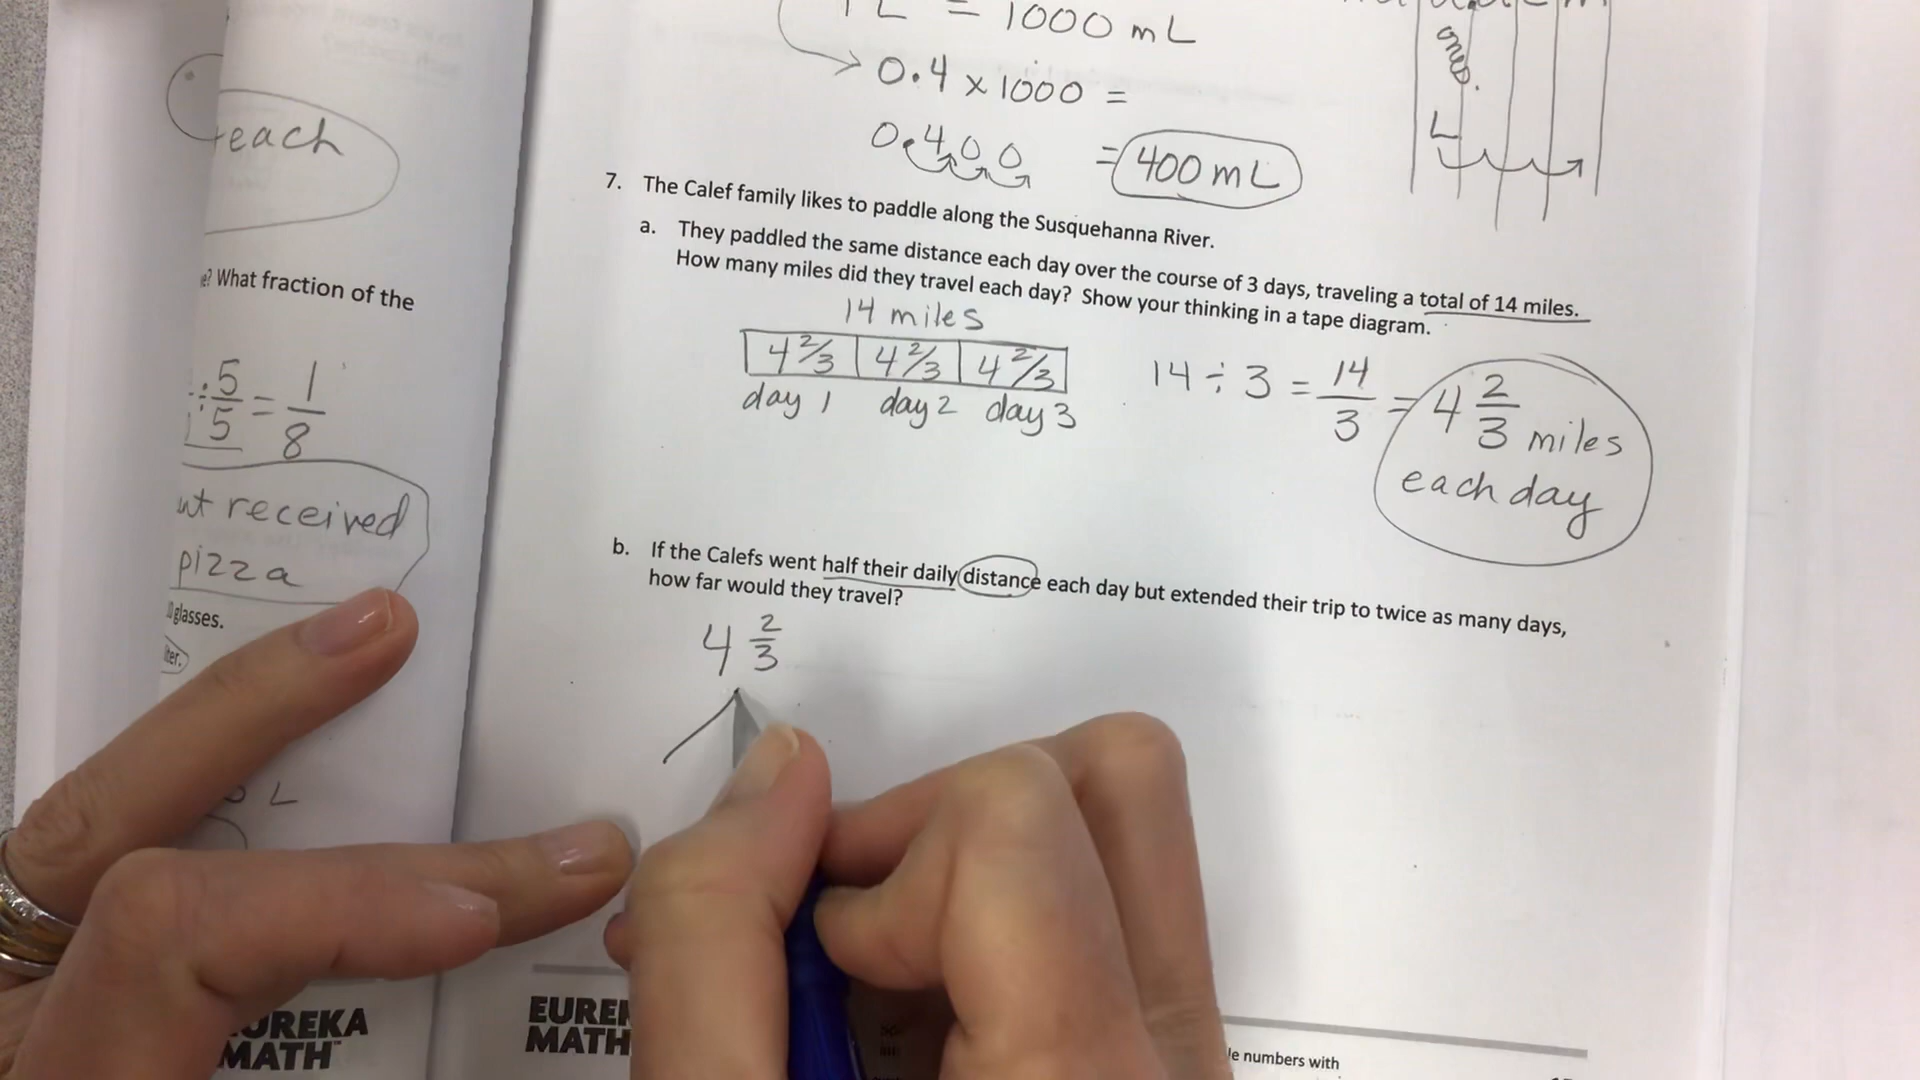 1 L = 1000 mL
0.4 x 1000 =
0.400 = 400 mL
ones.
L
each
7. The Calef family likes to paddle along the Susquehanna River.
a. They paddled the same distance each day over the course of 3 days, traveling a total of 14 miles.
How many miles did they travel each day? Show your thinking in a tape diagram.
14 miles
4 2/3 4 2/3 4 2/3
day 1 day 2 day 3
14 ÷ 3 = 14/3 = 4 2/3 miles
each day
? What fraction of the
÷ 5/5 = 1/8
received
pizza
glasses.
b. If the Calefs went half their daily distance each day but extended their trip to twice as many days,
how far would they travel?
4 2/3
L
EUREKA
MATH™
MATH
numbers with